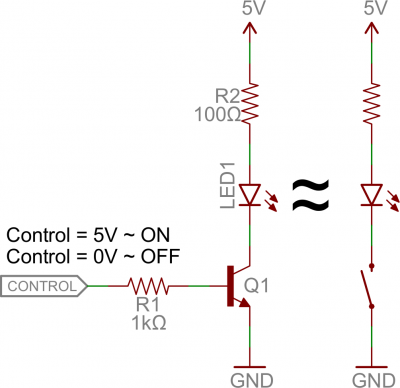 5V
5V
R2
100Ω
LED1
≈
Control = 5V ~ ON
Control = 0V ~ OFF
CONTROL
R1
1kΩ
Q1
GND
GND